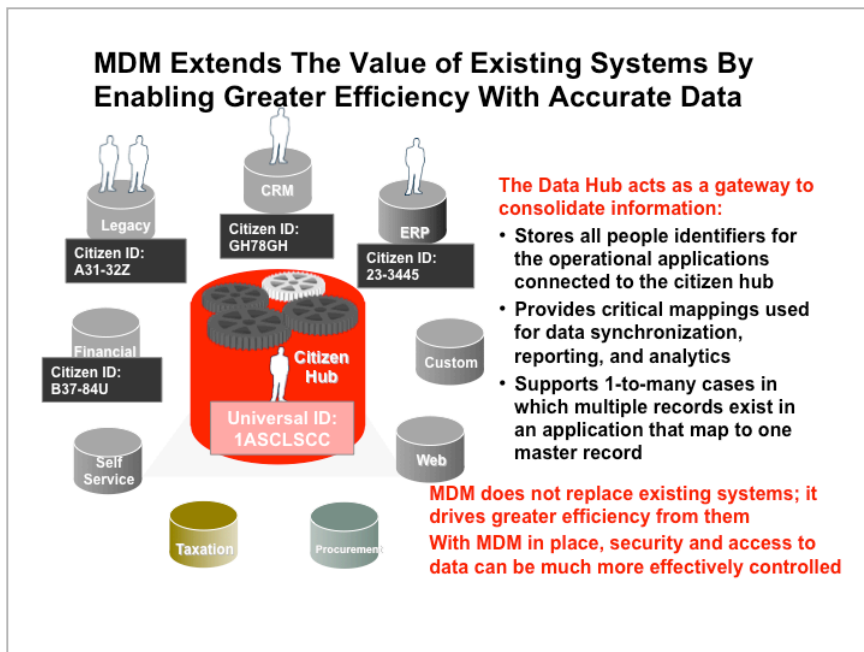 MDM Extends The Value of Existing Systems By
Enabling Greater Efficiency With Accurate Data
Legacy
Citizen ID:
A31-32Z
CRM
Citizen ID:
GH78GH
ERP
Citizen ID:
23-3445
Financial
Citizen ID:
B37-84U
Citizen
Hub
Universal ID:
1ASCLSCC
Custom
Self
Service
Web
Taxation
Procurement
The Data Hub acts as a gateway to
consolidate information:
• Stores all people identifiers for
the operational applications
connected to the citizen hub
• Provides critical mappings used
for data synchronization,
reporting, and analytics
• Supports 1-to-many cases in
which multiple records exist in
an application that map to one
master record
MDM does not replace existing systems; it
drives greater efficiency from them
With MDM in place, security and access to
data can be much more effectively controlled